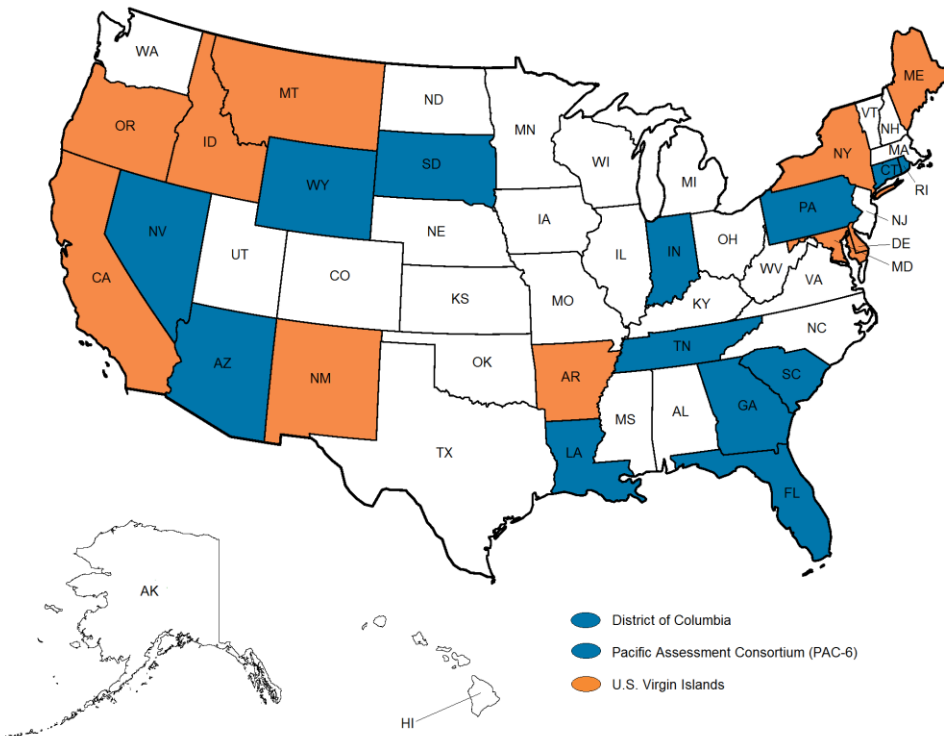 WA
MT
ND
MN
ME
VT
NH
OR
ID
SD
WI
MI
NY
MA
CT
RI
WY
IA
PA
NJ
NV
UT
NE
IL
IN
OH
DE
MD
CA
CO
KS
MO
WV
VA
KY
NC
AZ
NM
OK
AR
TN
SC
TX
LA
MS
AL
GA
FL
AK
HI
District of Columbia
Pacific Assessment Consortium (PAC-6)
U.S. Virgin Islands